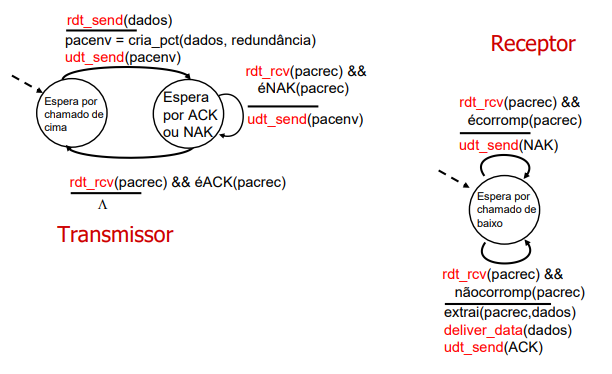 rdt_send(dados)
pacenv = cria_pct(dados, redundância)
udt_send(pacenv)
Espera por
chamado de
cima
Espera
por ACK
ou NAK
rdt_rcv(pacrec) &&
éNAK(pacrec)
udt_send(pacenv)
rdt_rcv(pacrec) && éACK(pacrec)
Λ
Transmissor
Receptor
rdt_rcv(pacrec) &&
écorromp(pacrec)
udt_send(NAK)
Espera por
chamado de
baixo
rdt_rcv(pacrec) &&
nãocorromp(pacrec)
extrai(pacrec,dados)
deliver_data(dados)
udt_send(ACK)